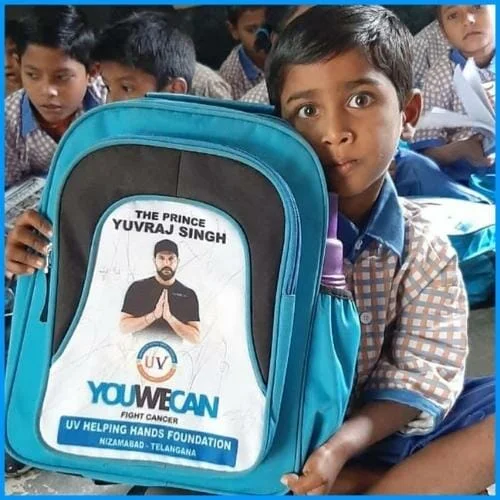 THE PRINCE
YUVRAJ SINGH
UV
YOUWECAN
FIGHT CANCER
UV HELPING HANDS FOUNDATION
NIZAMABAD - TELANGANA